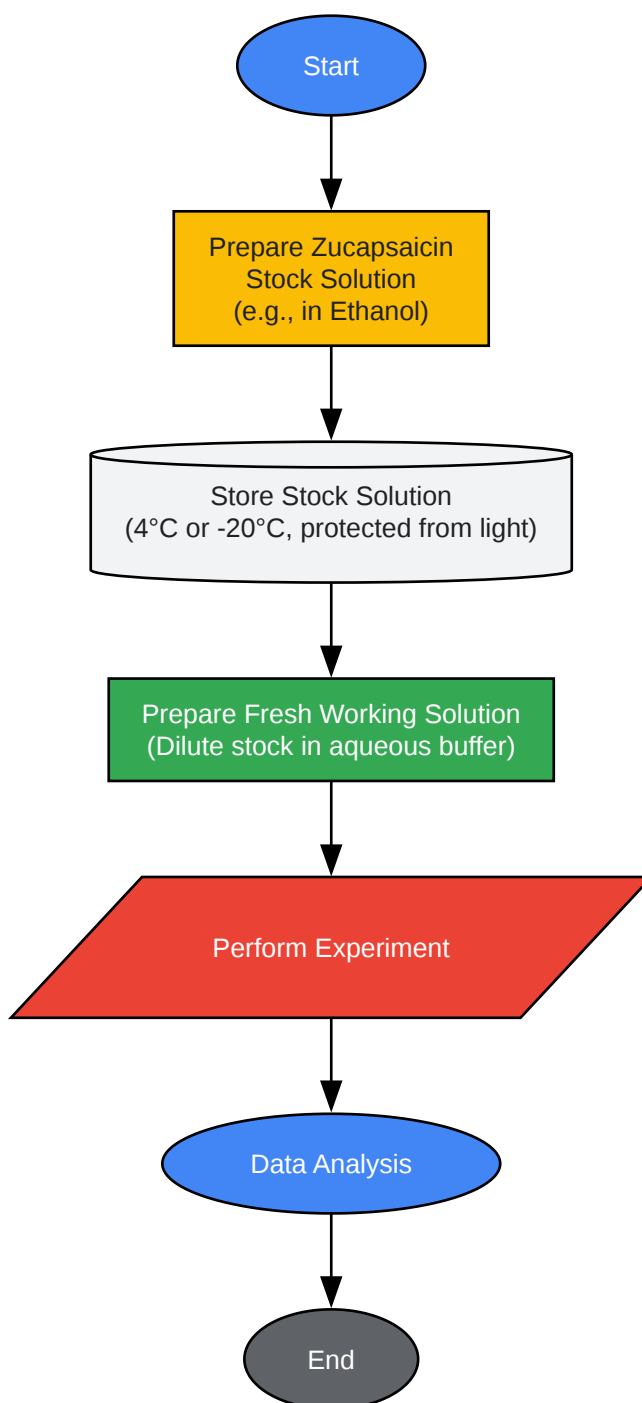 Start
Prepare Zucapsaicin
Stock Solution
(e.g., in Ethanol)
Store Stock Solution
(4°C or -20°C, protected from light)
Prepare Fresh Working Solution
(Dilute stock in aqueous buffer)
Perform Experiment
Data Analysis
End